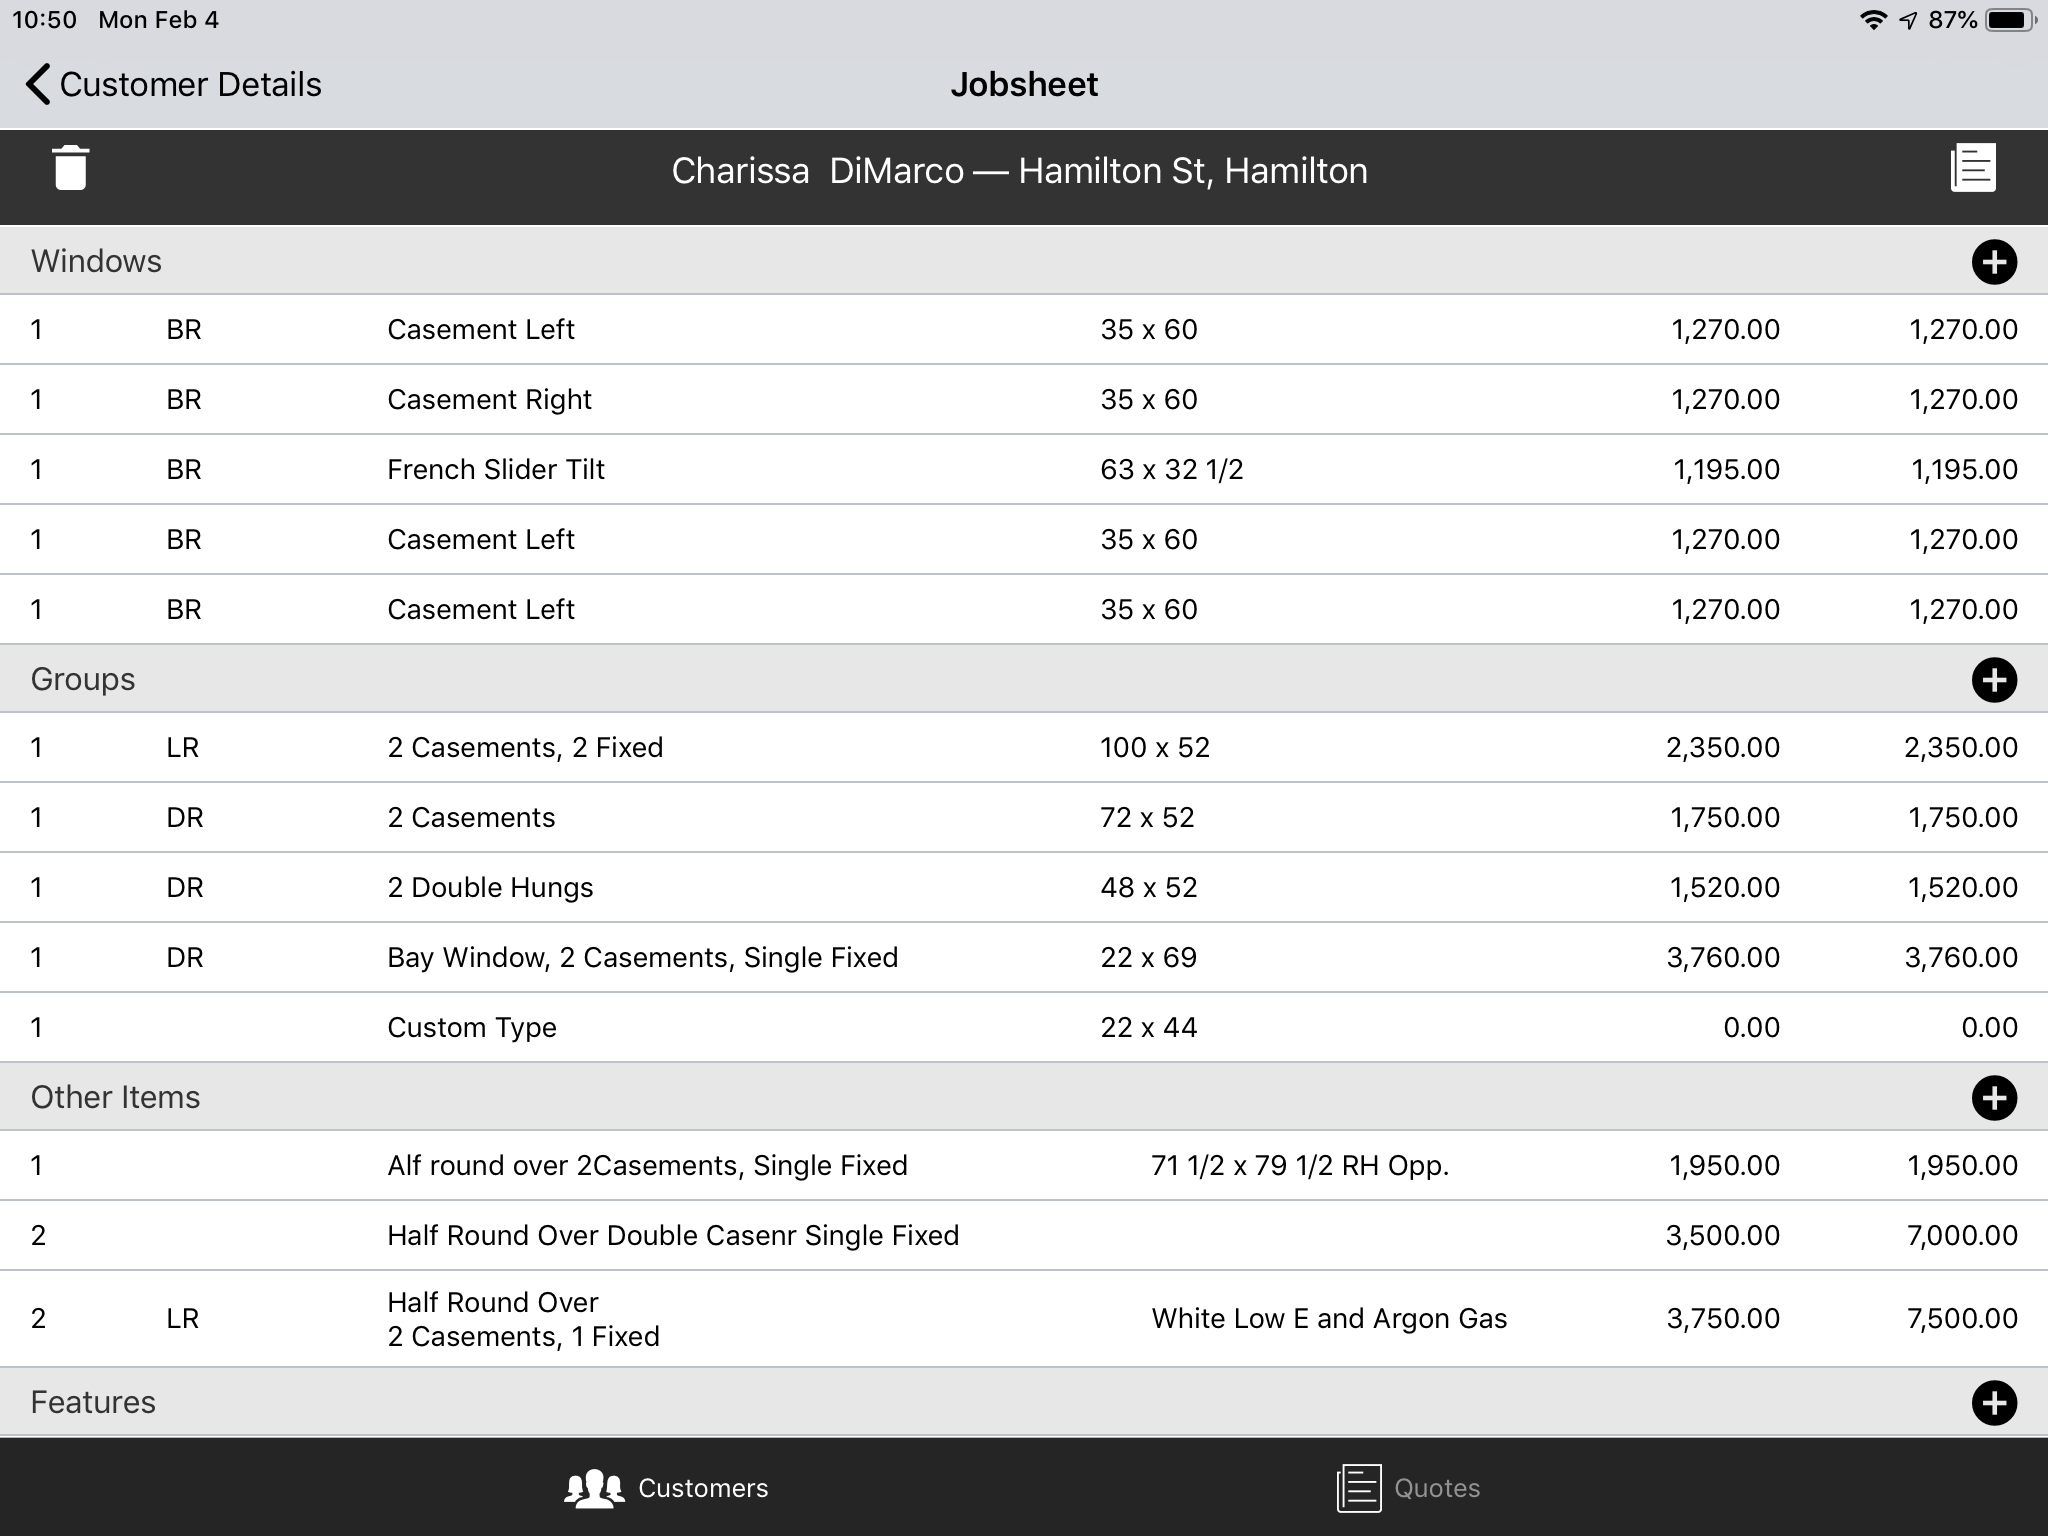 10:50 Mon Feb 4 87%
Customer Details Jobsheet
Charissa DiMarco — Hamilton St, Hamilton
Windows
1 BR Casement Left 35 x 60 1,270.00 1,270.00
1 BR Casement Right 35 x 60 1,270.00 1,270.00
1 BR French Slider Tilt 63 x 32 1/2 1,195.00 1,195.00
1 BR Casement Left 35 x 60 1,270.00 1,270.00
1 BR Casement Left 35 x 60 1,270.00 1,270.00
Groups
1 LR 2 Casements, 2 Fixed 100 x 52 2,350.00 2,350.00
1 DR 2 Casements 72 x 52 1,750.00 1,750.00
1 DR 2 Double Hungs 48 x 52 1,520.00 1,520.00
1 DR Bay Window, 2 Casements, Single Fixed 22 x 69 3,760.00 3,760.00
1 Custom Type 22 x 44 0.00 0.00
Other Items
1 Alf round over 2Casements, Single Fixed 71 1/2 x 79 1/2 RH Opp. 1,950.00 1,950.00
2 Half Round Over Double Casenr Single Fixed 3,500.00 7,000.00
2 LR Half Round Over
2 Casements, 1 Fixed White Low E and Argon Gas 3,750.00 7,500.00
Features
Customers Quotes